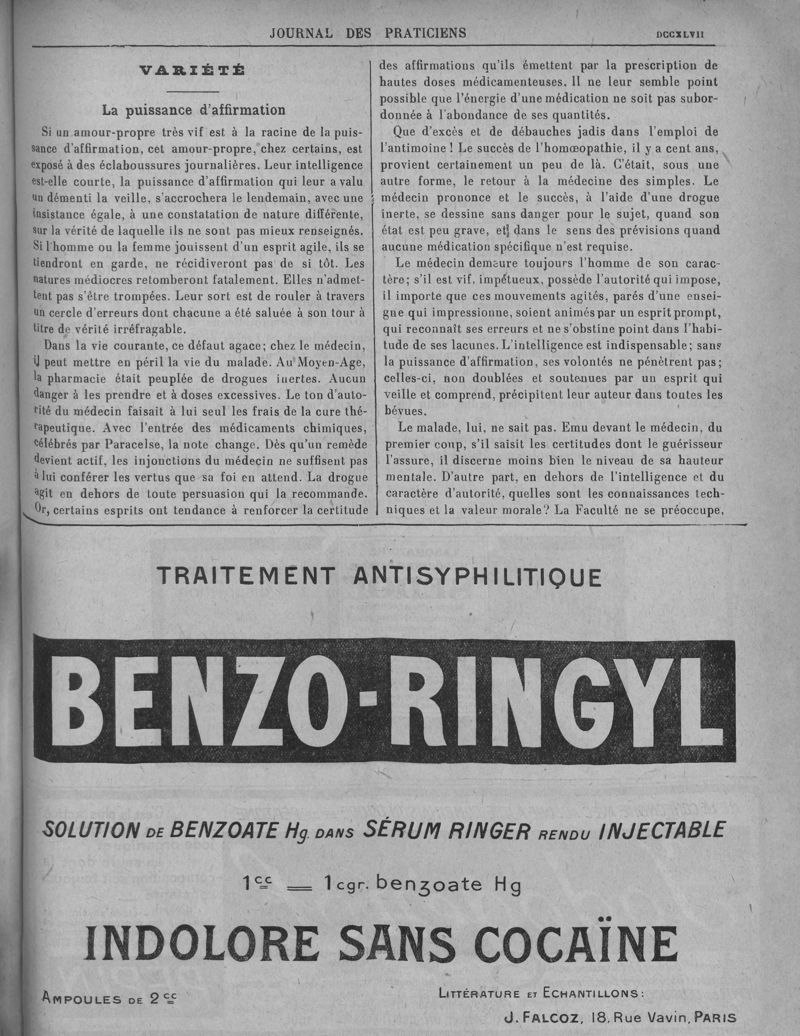 JOURNAL DES PRATICIENS DCCXLVII
VARIÉTÉ
La puissance d'affirmation
Si un amour-propre très vif est à la racine de la puis-
sance d'affirmation, cet amour-propre, chez certains, est
exposé à des éclaboussures journalières. Leur intelligence
est-elle courte, la puissance d'affirmation qui leur a valu
un démenti la veille, s'accrochera le lendemain, avec une
insistance égale, à une constatation de nature différente,
sur la vérité de laquelle ils ne sont pas mieux renseignés.
Si l'homme ou la femme jouissent d'un esprit agile, ils se
tiendront en garde, ne récidiveront pas de si tôt. Les
natures médiocres retomberont fatalement. Elles n'admet-
tent pas s'être trompées. Leur sort est de rouler à travers
un cercle d'erreurs dont chacune a été saluée à son tour à
titre de vérité irréfragable.
Dans la vie courante, ce défaut agace; chez le médecin,
il peut mettre en péril la vie du malade. Au Moyen-Age,
la pharmacie était peuplée de drogues inertes. Aucun
danger à les prendre et à doses excessives. Le ton d'auto-
rité du médecin faisait à lui seul les frais de la cure thé-
rapeutique. Avec l'entrée des médicaments chimiques,
célébrés par Paracelse, la note change. Dès qu'un remède
devient actif, les injonctions du médecin ne suffisent pas
à lui conférer les vertus que sa foi en attend. La drogue
agit en dehors de toute persuasion qui la recommande.
Or, certains esprits ont tendance à renforcer la certitude
des affirmations qu'ils émettent par la prescription de
hautes doses médicamenteuses. Il ne leur semble point
possible que l'énergie d'une médication ne soit pas subor-
donnée à l'abondance de ses quantités.
Que d'excès et de débauches jadis dans l'emploi de
l'antimoine! Le succès de l'homœopathie, il y a cent ans,
provient certainement un peu de là. C'était, sous une
autre forme, le retour à la médecine des simples. Le
médecin prononce et le succès, à l'aide d'une drogue
inerte, se dessine sans danger pour le sujet, quand son
état est peu grave, et dans le sens des prévisions quand
aucune médication spécifique n'est requise.
Le médecin demeure toujours l'homme de son carac-
tère; s'il est vif, impétueux, possède l'autorité qui impose,
il importe que ces mouvements agités, parés d'une ensei-
gne qui impressionne, soient animés par un esprit prompt,
qui reconnaît ses erreurs et ne s'obstine point dans l'habi-
tude de ses lacunes. L'intelligence est indispensable; sans
la puissance d'affirmation, ses volontés ne pénètrent pas;
celles-ci, non doublées et soutenues par un esprit qui
veille et comprend, précipitent leur auteur dans toutes les
bévues.
Le malade, lui, ne sait pas. Emu devant le médecin, du
premier coup, s'il saisit les certitudes dont le guérisseur
l'assure, il discerne moins bien le niveau de sa hauteur
mentale. D'autre part, en dehors de l'intelligence et du
caractère d'autorité, quelles sont les connaissances tech-
niques et la valeur morale? La Faculté ne se préoccupe,
TRAITEMENT ANTISYPHILITIQUE
BENZO-RINGYL
SOLUTION DE BENZOATE Hg DANS SÉRUM RINGER RENDU INJECTABLE
1cc = 1 cgr. benzoate Hg
INDOLORE SANS COCAÏNE
AMPOULES DE 2cc
LITTÉRATURE ET ECHANTILLONS:
J. FALCOZ, 18, Rue Vavin, PARIS